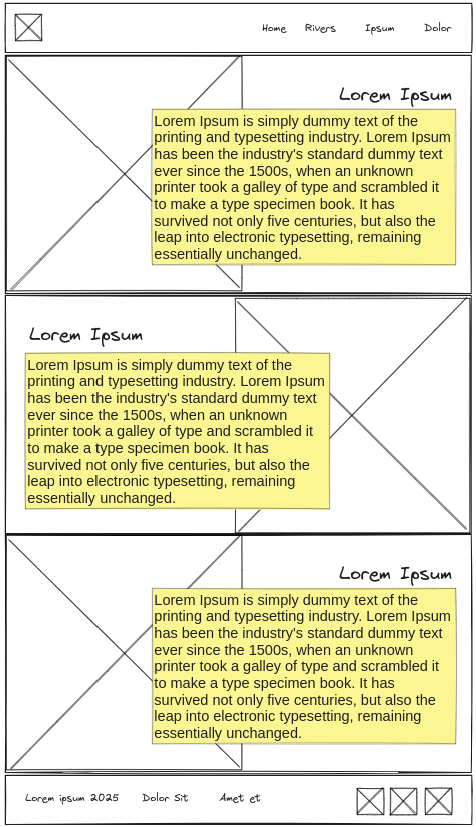 Home Rivers Ipsum Dolor
Lorem Ipsum
Lorem Ipsum is simply dummy text of the
printing and typesetting industry. Lorem Ipsum
has been the industry's standard dummy text
ever since the 1500s, when an unknown
printer took a galley of type and scrambled it
to make a type specimen book. It has
survived not only five centuries, but also the
leap into electronic typesetting, remaining
essentially unchanged.
Lorem Ipsum
Lorem Ipsum is simply dummy text of the
printing and typesetting industry. Lorem Ipsum
has been the industry's standard dummy text
ever since the 1500s, when an unknown
printer took a galley of type and scrambled it
to make a type specimen book. It has
survived not only five centuries, but also the
leap into electronic typesetting, remaining
essentially unchanged.
Lorem Ipsum
Lorem Ipsum is simply dummy text of the
printing and typesetting industry. Lorem Ipsum
has been the industry's standard dummy text
ever since the 1500s, when an unknown
printer took a galley of type and scrambled it
to make a type specimen book. It has
survived not only five centuries, but also the
leap into electronic typesetting, remaining
essentially unchanged.
Lorem ipsum 2025 Dolor Sit Amet et